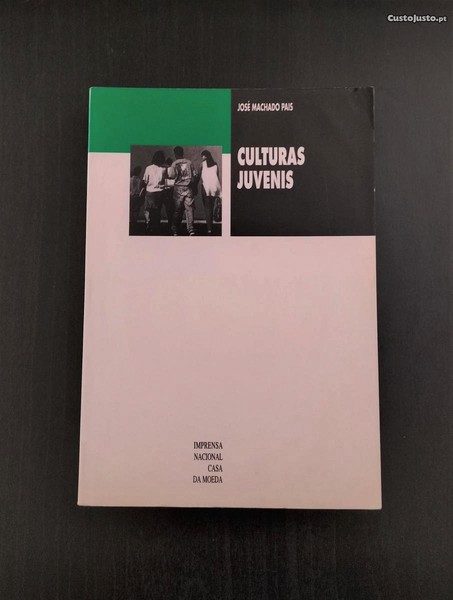 CustoJusto.pt
JOSÉ MACHADO PAIS
CULTURAS
JUVENIS
IMPRENSA
NACIONAL
CASA
DA MOEDA